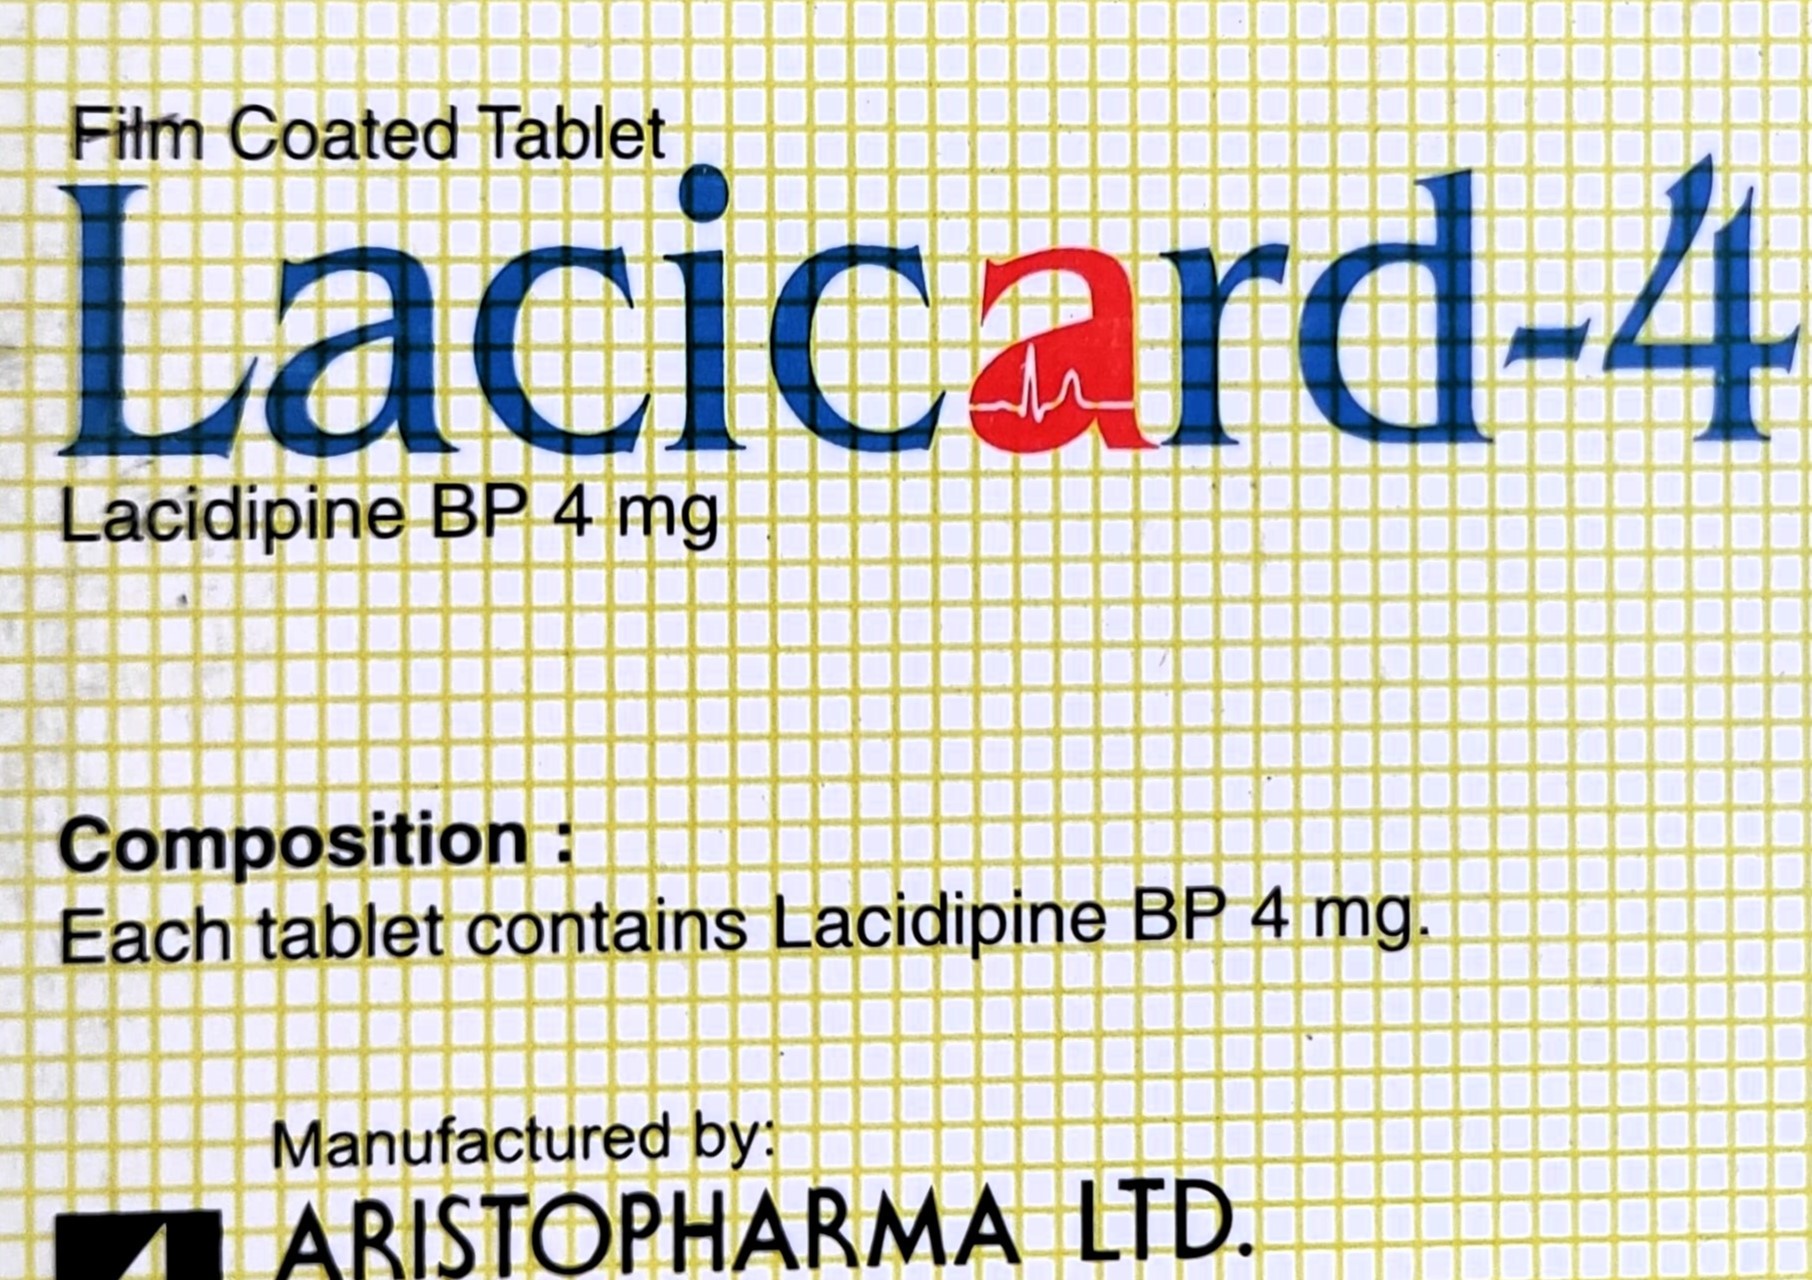 Film Coated Tablet
Lacicard-4
Lacidipine BP 4 mg
Composition :
Each tablet contains Lacidipine BP 4 mg.
Manufactured by:
ARISTOPHARMA LTD.